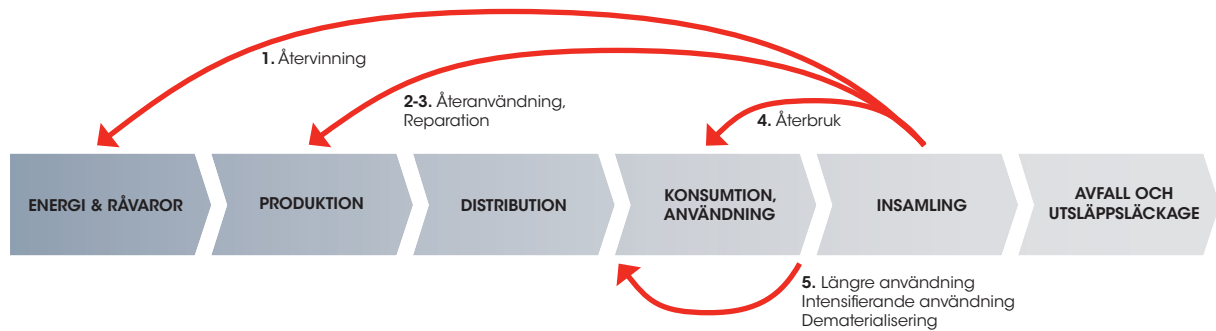 1. Återvinning
2-3. Återanvändning,
Reparation
4. Återbruk
ENERGI & RÅVAROR
PRODUKTION
DISTRIBUTION
KONSUMTION,
ANVÄNDNING
INSAMLING
AVFALL OCH
UTSLÄPPSLÄCKAGE
5. Längre användning
Intensifierande användning
Dematerialisering